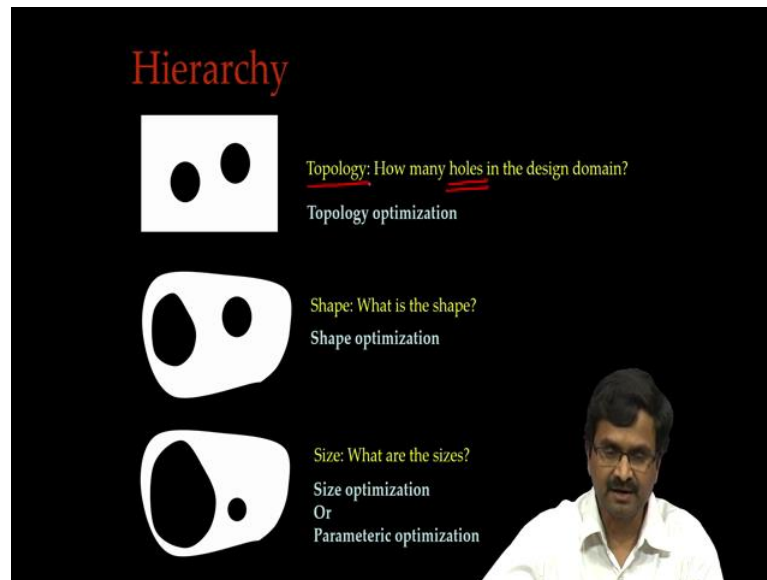 Hierarchy
Topology: How many holes in the design domain?
Topology optimization
Shape: What is the shape?
Shape optimization
Size: What are the sizes?
Size optimization
Or
Parameteric optimization